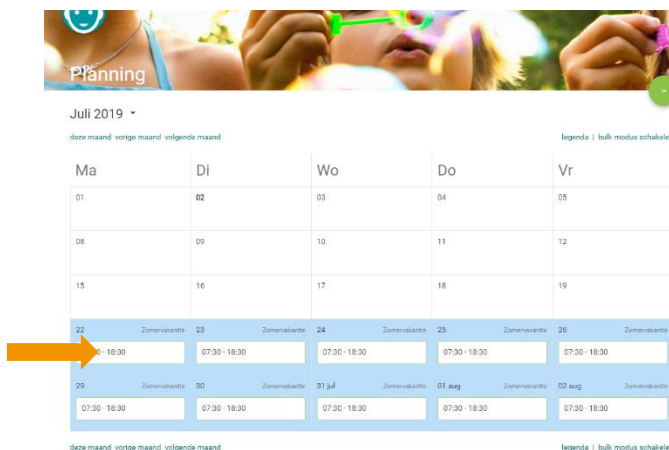 Planning
Juli 2019
deze maand vorige maand volgende maand
legenda | bulk modus schakele
Ma Di Wo Do Vr
01 02 03 04 05
08 09 10 11 12
15 16 17 18 19
22 Zomervakantie 23 Zomervakantie 24 Zomervakantie 25 Zomervakantie 26 Zomervakantie
0 - 18:30 07:30 - 18:30 07:30 - 18:30 07:30 - 18:30 07:30 - 18:30
29 Zomervakantie 30 Zomervakantie 31 jul Zomervakantie 01 aug Zomervakantie 02 aug Zomervakantie
07:30 - 18:30 07:30 - 18:30 07:30 - 18:30 07:30 - 18:30 07:30 - 18:30
deze maand vorige maand volgende maand
legenda | bulk modus schakele